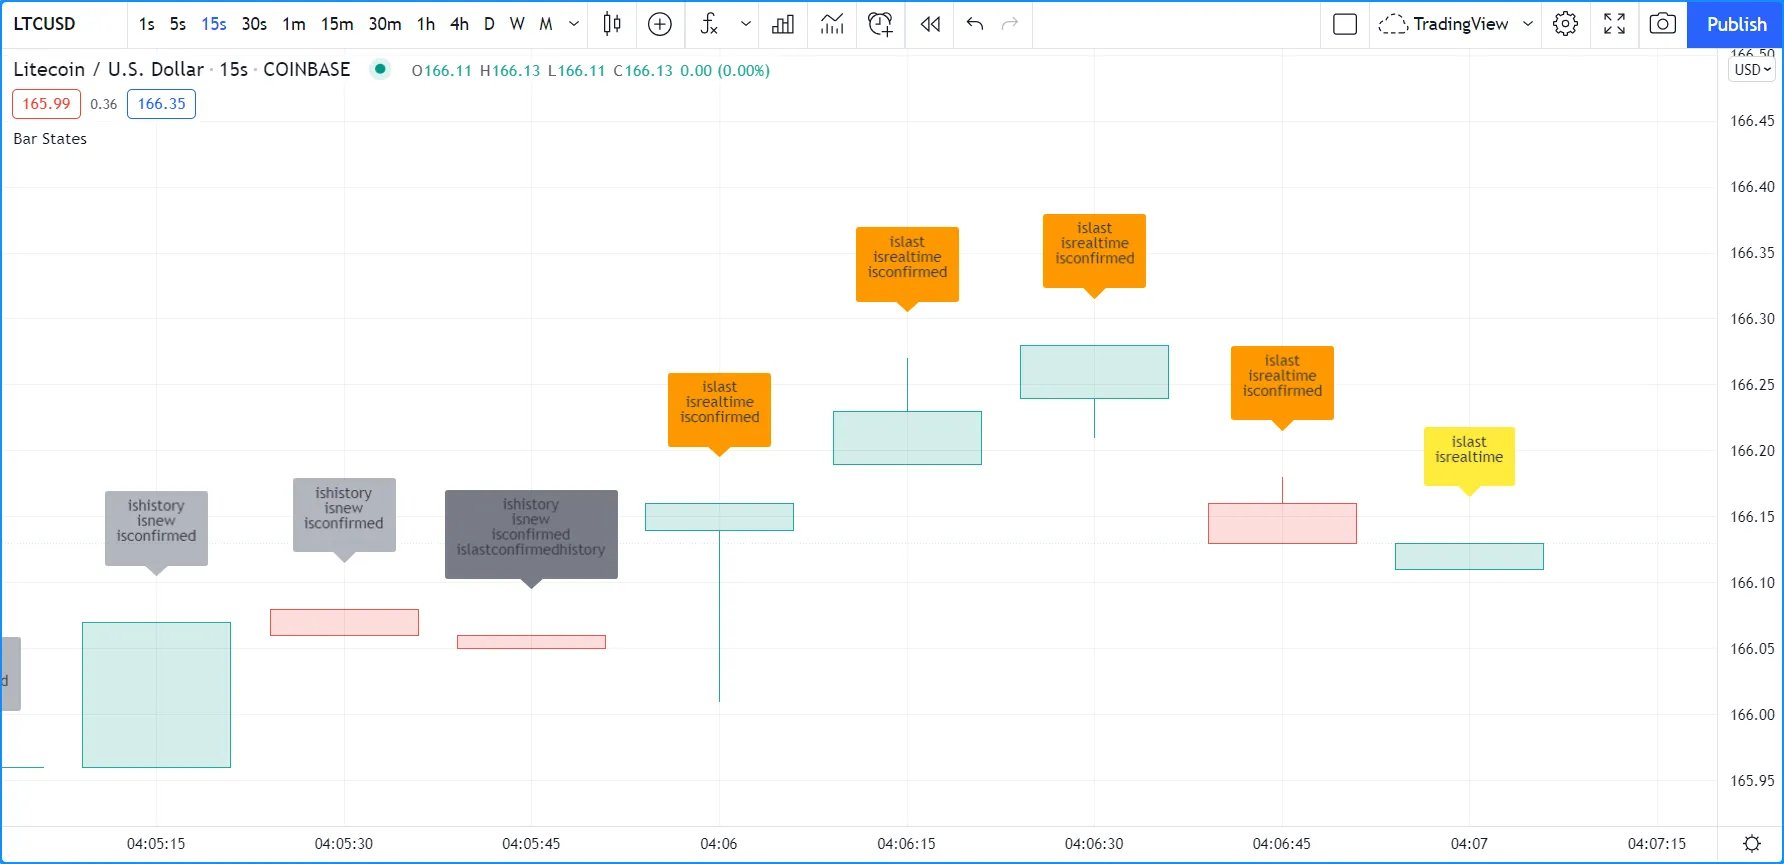 LTCUSD 1s 5s 15s 30s 1m 15m 30m 1h 4h D W M TradingView Publish
Litecoin / U.S. Dollar · 15s · COINBASE O166.11 H166.13 L166.11 C166.13 0.00 (0.00%)
165.99 0.36 166.35
Bar States
166.50
USD
166.45
166.40
166.35
166.30
166.25
166.20
166.15
166.10
166.05
166.00
165.95
d
ishistory
isnew
isconfirmed
ishistory
isnew
isconfirmed
ishistory
isnew
isconfirmed
islastconfirmedhistory
islast
isrealtime
isconfirmed
islast
isrealtime
isconfirmed
islast
isrealtime
isconfirmed
islast
isrealtime
isconfirmed
islast
isrealtime
04:05:15 04:05:30 04:05:45 04:06 04:06:15 04:06:30 04:06:45 04:07 04:07:15